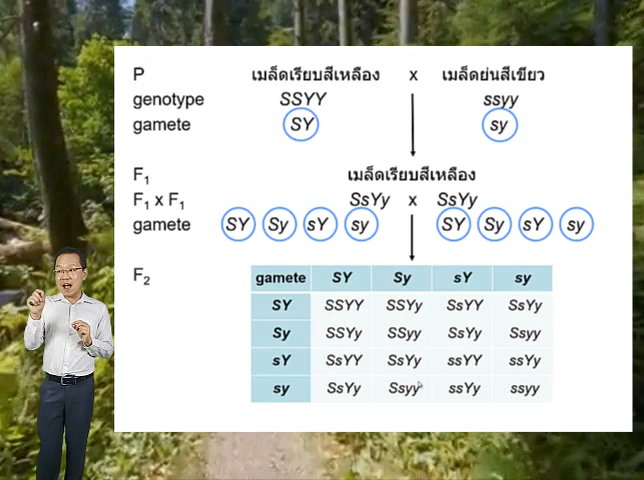 P เมล็ดเรียบสีเหลือง x เมล็ดย่นสีเขียว
genotype SSYY ssyy
gamete SY sy
F₁ เมล็ดเรียบสีเหลือง
F₁ x F₁ SsYy x SsYy
gamete SY Sy sY sy SY Sy sY sy
F₂
gamete SY Sy sY sy
SY SSYY SSYy SsYY SsYy
Sy SSYy SSyy SsYy Ssyy
sY SsYY SsYy ssYY ssYy
sy SsYy Ssyy ssYy ssyy